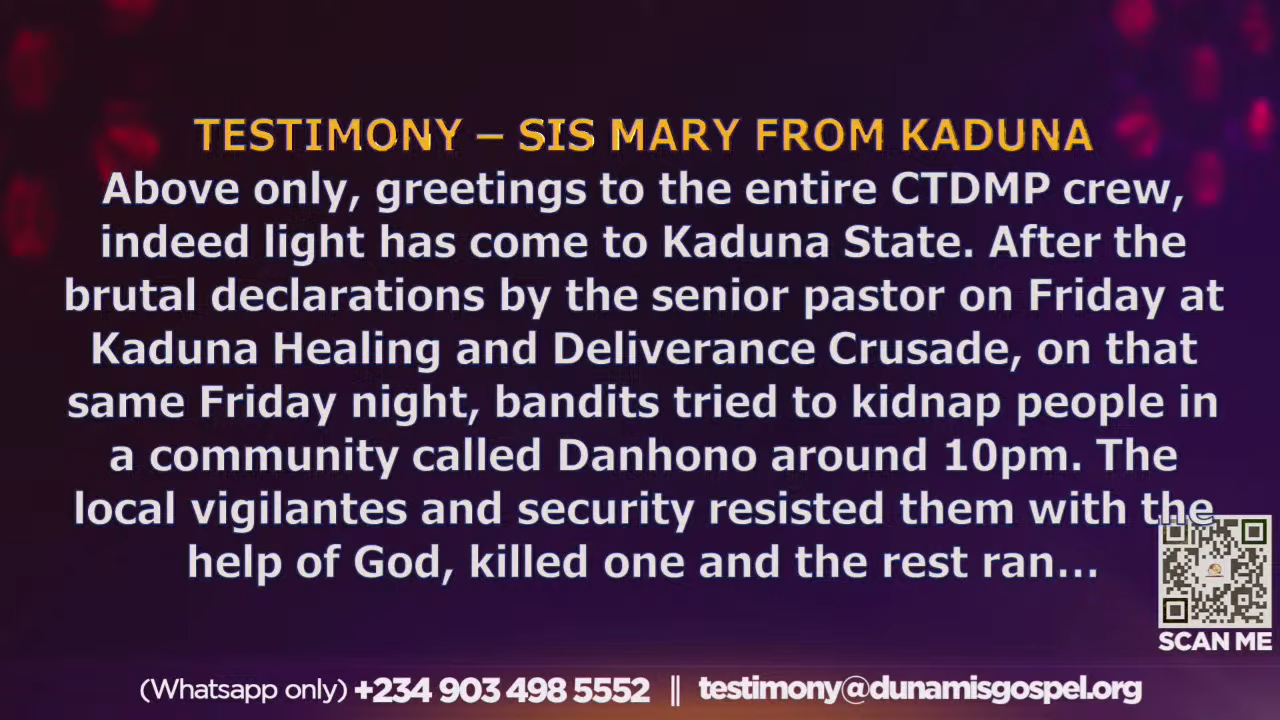 TESTIMONY – SIS MARY FROM KADUNA
Above only, greetings to the entire CTDMP crew,
indeed light has come to Kaduna State. After the
brutal declarations by the senior pastor on Friday at
Kaduna Healing and Deliverance Crusade, on that
same Friday night, bandits tried to kidnap people in
a community called Danhono around 10pm. The
local vigilantes and security resisted them with the
help of God, killed one and the rest ran...
SCAN ME
(Whatsapp only) +234 903 498 5552 || testimony@dunamisgospel.org